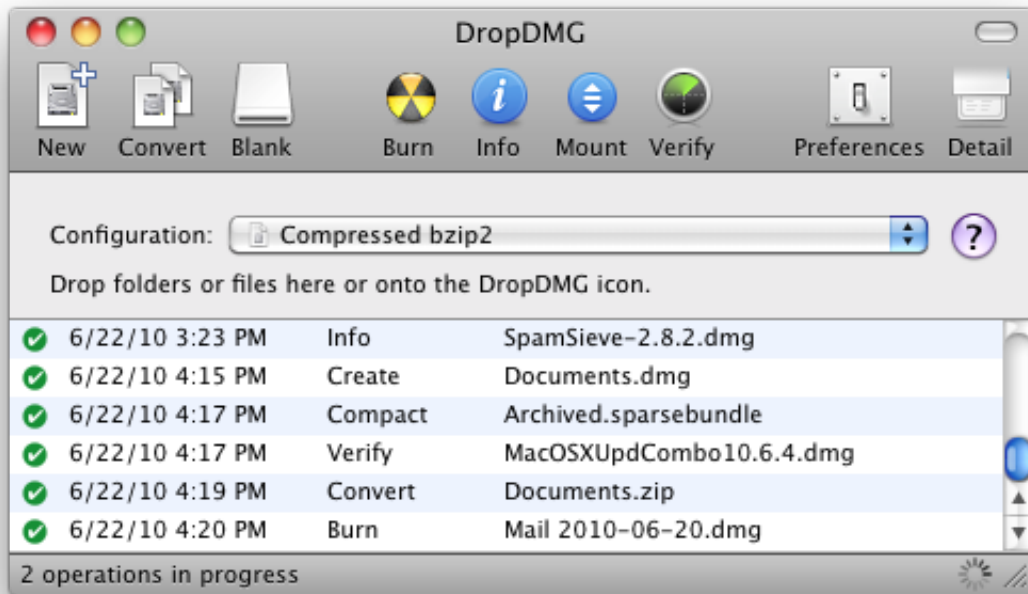 DropDMG
New Convert Blank Burn Info Mount Verify Preferences Detail
Configuration: Compressed bzip2 ?
Drop folders or files here or onto the DropDMG icon.
6/22/10 3:23 PM Info SpamSieve-2.8.2.dmg
6/22/10 4:15 PM Create Documents.dmg
6/22/10 4:17 PM Compact Archived.sparsebundle
6/22/10 4:17 PM Verify MacOSXUpdCombo10.6.4.dmg
6/22/10 4:19 PM Convert Documents.zip
6/22/10 4:20 PM Burn Mail 2010-06-20.dmg
2 operations in progress